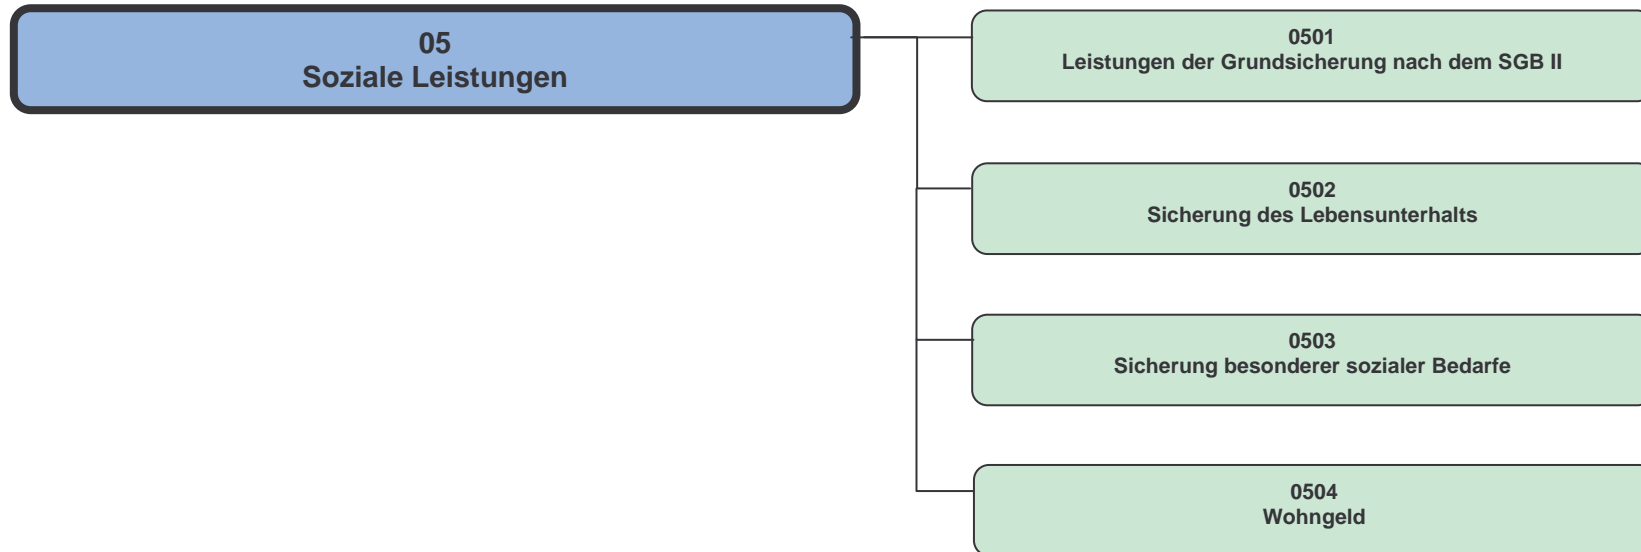 05
Soziale Leistungen
0501
Leistungen der Grundsicherung nach dem SGB II
0502
Sicherung des Lebensunterhalts
0503
Sicherung besonderer sozialer Bedarfe
0504
Wohngeld